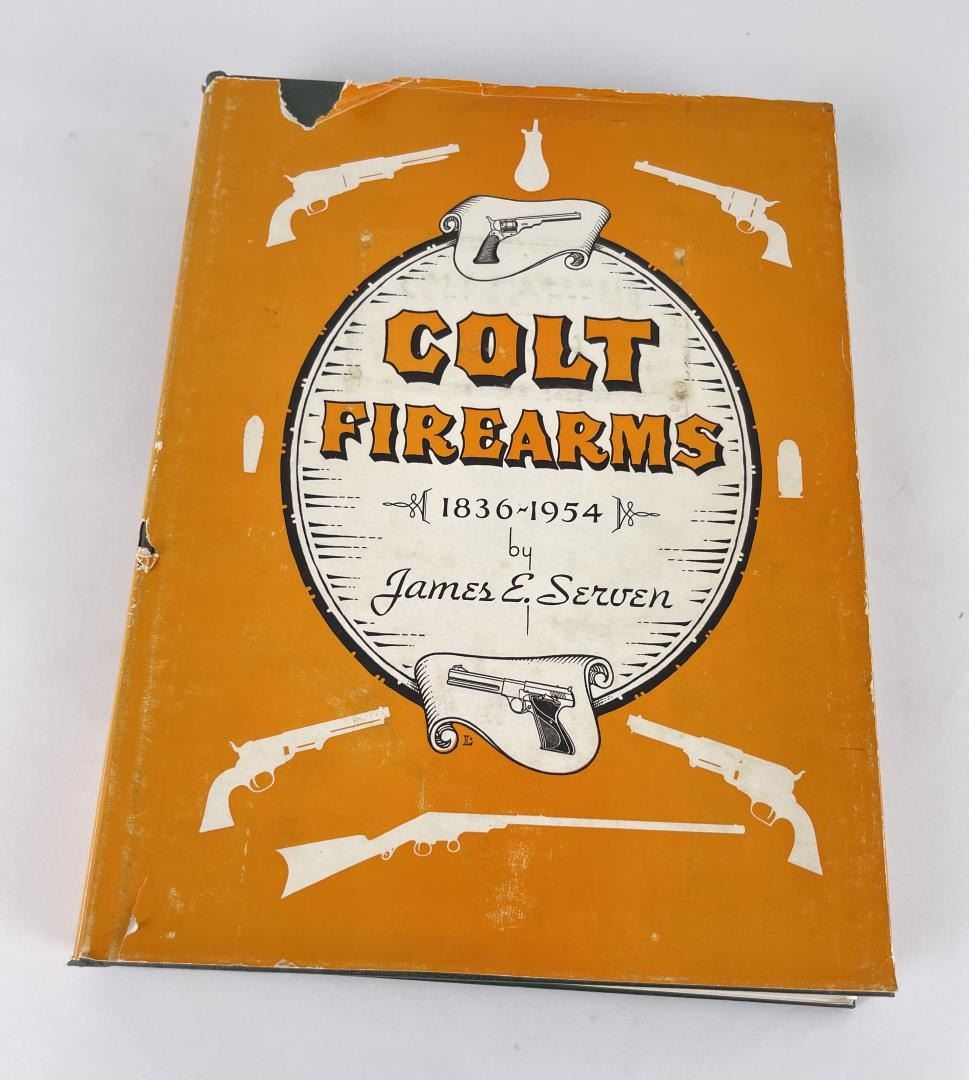 COLT
FIREARMS
1836~1954
by
James E. Serven
L